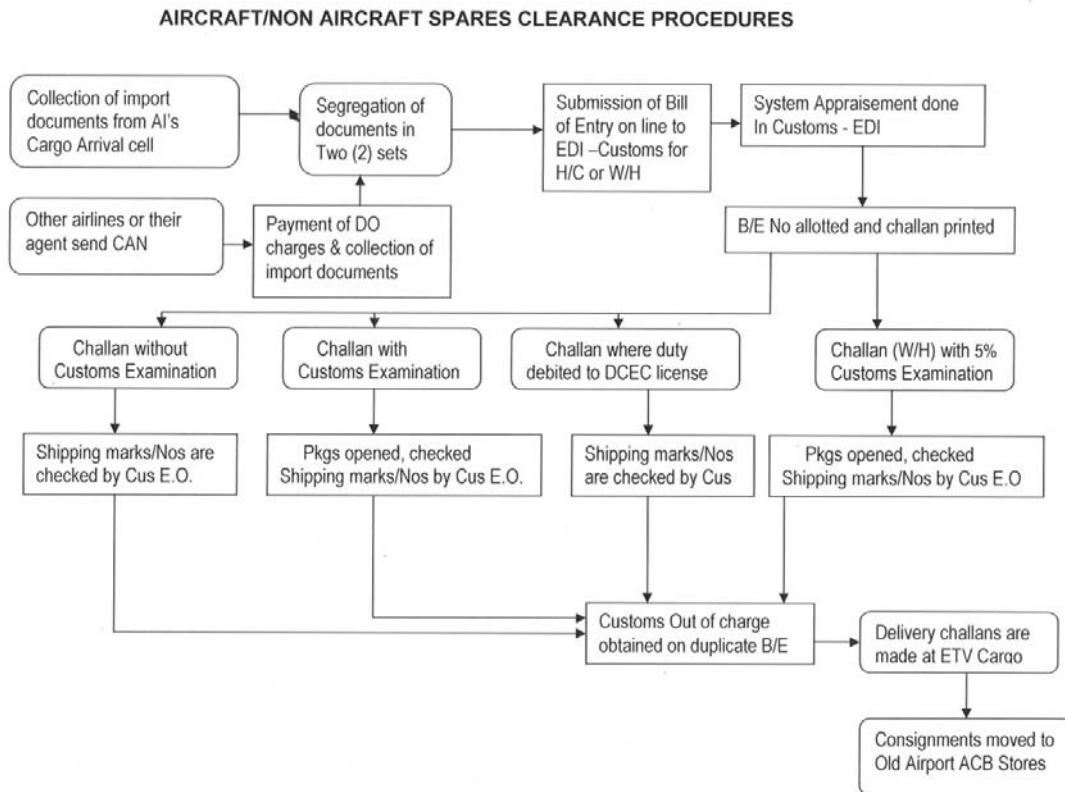 AIRCRAFT/NON AIRCRAFT SPARES CLEARANCE PROCEDURES
Collection of import
documents from AI's
Cargo Arrival cell
Segregation of
documents in
Two (2) sets
Submission of Bill
of Entry on line to
EDI –Customs for
H/C or W/H
System Appraisement done
In Customs - EDI
Other airlines or their
agent send CAN
Payment of DO
charges & collection of
import documents
B/E No allotted and challan printed
Challan without
Customs Examination
Challan with
Customs Examination
Challan where duty
debited to DCEC license
Challan (W/H) with 5%
Customs Examination
Shipping marks/Nos are
checked by Cus E.O.
Pkgs opened, checked
Shipping marks/Nos by Cus E.O.
Shipping marks/Nos
are checked by Cus
Pkgs opened, checked
Shipping marks/Nos by Cus E.O
Customs Out of charge
obtained on duplicate B/E
Delivery challans are
made at ETV Cargo
Consignments moved to
Old Airport ACB Stores